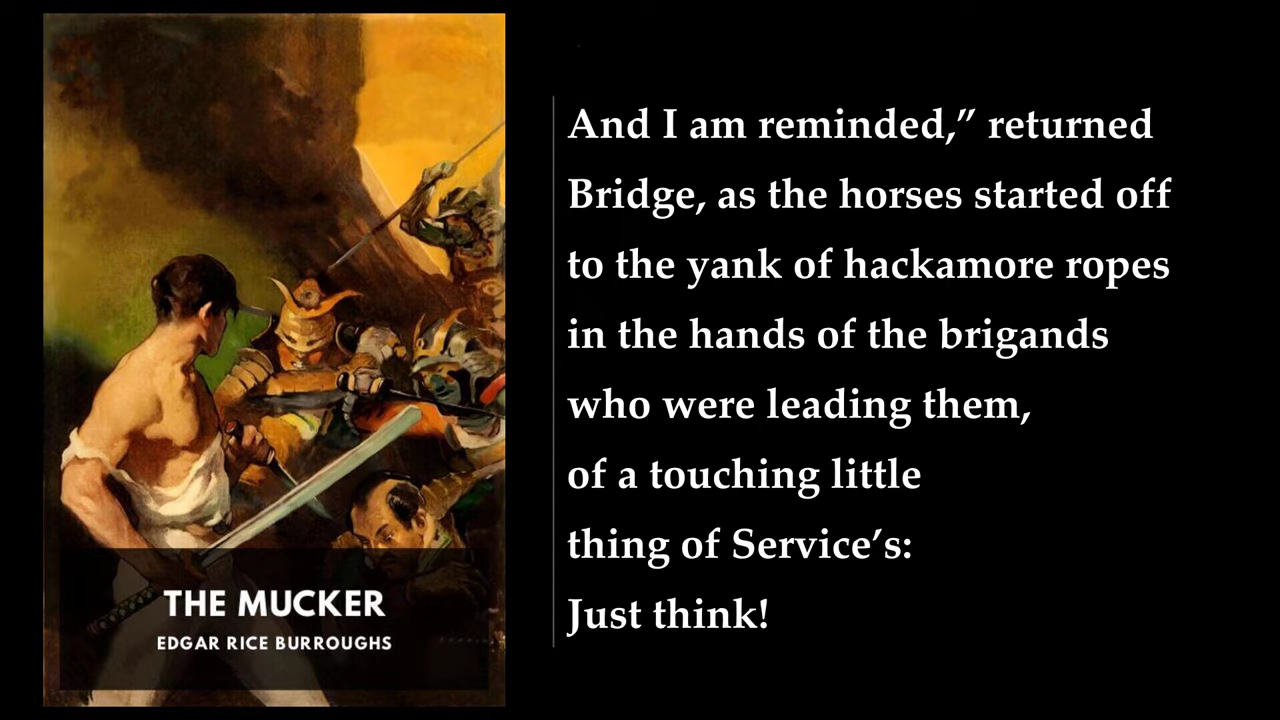 THE MUCKER
EDGAR RICE BURROUGHS
And I am reminded,” returned
Bridge, as the horses started off
to the yank of hackamore ropes
in the hands of the brigands
who were leading them,
of a touching little
thing of Service’s:
Just think!